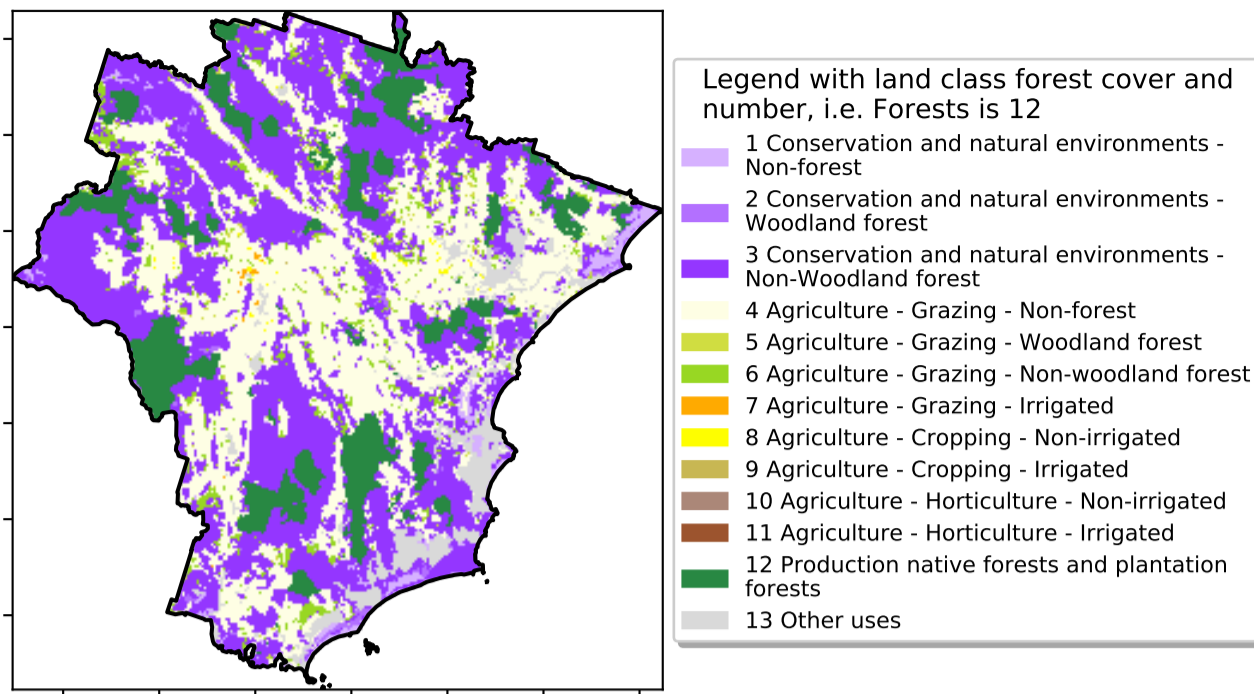 Legend with land class forest cover and
number, i.e. Forests is 12
1 Conservation and natural environments -
Non-forest
2 Conservation and natural environments -
Woodland forest
3 Conservation and natural environments -
Non-Woodland forest
4 Agriculture - Grazing - Non-forest
5 Agriculture - Grazing - Woodland forest
6 Agriculture - Grazing - Non-woodland forest
7 Agriculture - Grazing - Irrigated
8 Agriculture - Cropping - Non-irrigated
9 Agriculture - Cropping - Irrigated
10 Agriculture - Horticulture - Non-irrigated
11 Agriculture - Horticulture - Irrigated
12 Production native forests and plantation
forests
13 Other uses